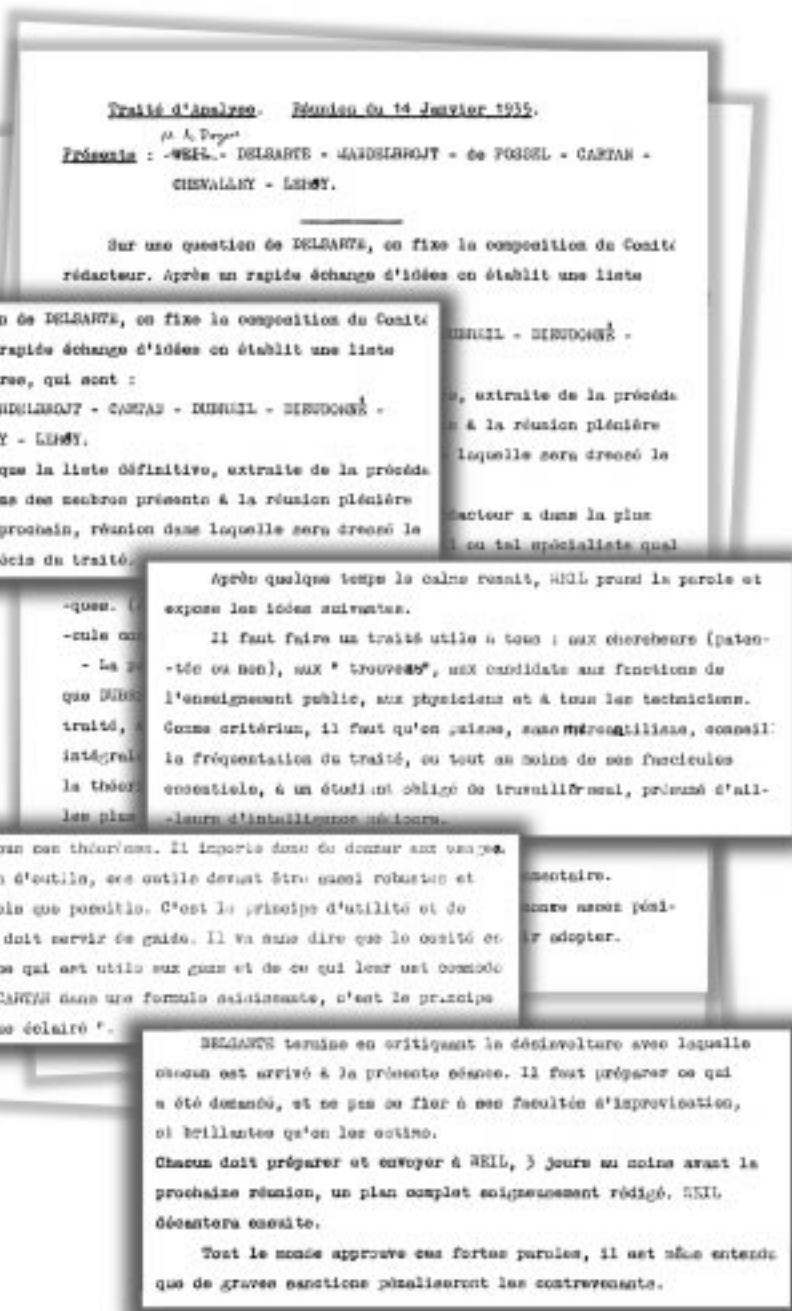 Traité d'Analyse. Réunion du 14 Janvier 1935.
Présents : -WEIL.- DELSARTE - MANDELBROJT - de POSSEL - CARTAN -
CHEVALLEY - LERAY.
Sur une question de DELSARTE, on fixe la composition du Comité
rédacteur. Après un rapide échange d'idées on établit une liste
n de DELSARTE, on fixe la composition du Comité
rapide échange d'idées on établit une liste
res, qui sont :
NDELBROJT - CARTAN - DUBREIL - DIEUDONNÉ -
Y - LERAY.
que la liste définitive, extraite de la précéde
ms des membres présents à la réunion plénière
prochain, réunion dans laquelle sera dressé le
écis du traité.
UBREIL - DIEUDONNÉ -
e, extraite de la précéde
s à la réunion plénière
laquelle sera dressé le
dacteur a dans la plus
l ou tel spécialiste qual
Après quelque temps le calme renaît, WEIL prend la parole et
expose les idées suivantes.
Il faut faire un traité utile à tous : aux chercheurs (paten-
-tés ou non), aux " trouveurs", aux candidats aux fonctions de
l'enseignement public, aux physiciens et à tous les techniciens.
Comme critérium, il faut qu'on puisse, sans mercantilisme, conseill
la fréquentation du traité, ou tout au moins de ses fascicules
essentiels, à un étudiant obligé de travailler seul, présumé d'ail-
-leurs d'intelligence médiocre.
-ques. (
-cule con
- La p
que DUBR
traité,
intégrale
la théor
les plus
ous ces théorèmes. Il importe donc de donner aux usagers
n d'outils, ces outils devant être aussi robustes et
els que possible. C'est le principe d'utilité et de
doit servir de guide. Il va sans dire que le comité es
ce qui est utile aux gens et de ce qui leur est commode
CARTAN dans une formule saisissante, c'est le principe
me éclairé ".
mentaire.
encore assez péni-
ir adopter.
DELSARTE termine en critiquant la désinvolture avec laquelle
chacun est arrivé à la présente séance. Il faut préparer ce qui
a été demandé, et ne pas se fier à ses facultés d'improvisation,
si brillantes qu'on les estime.
Chacun doit préparer et envoyer à WEIL, 3 jours au moins avant la
prochaine réunion, un plan complet soigneusement rédigé. WEIL
décantera ensuite.
Tout le monde approuve ces fortes paroles, il est même entendu
que de graves sanctions pénaliseront les contrevenants.